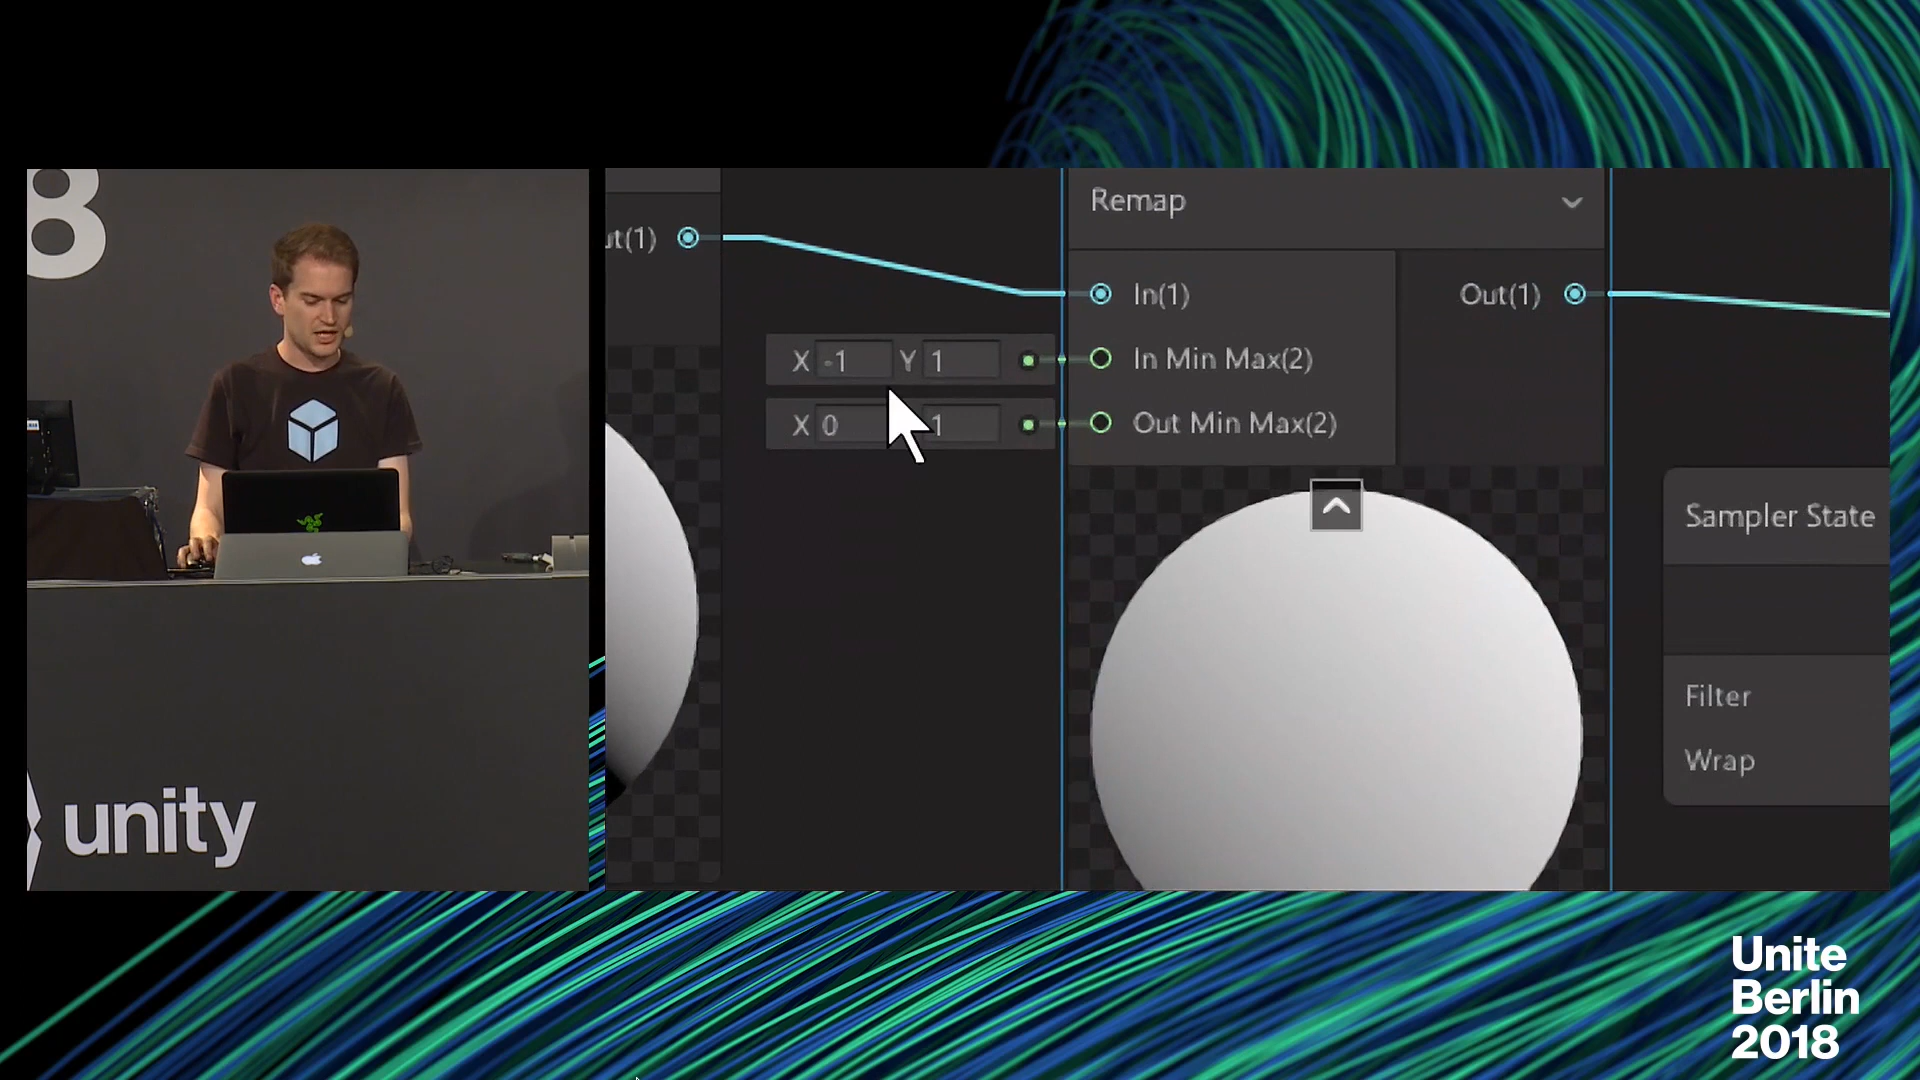 8
unity
ut(1)
Remap
In(1)
Out(1)
X -1 Y 1
In Min Max(2)
X 0 1
Out Min Max(2)
Sampler State
Filter
Wrap
Unite
Berlin
2018